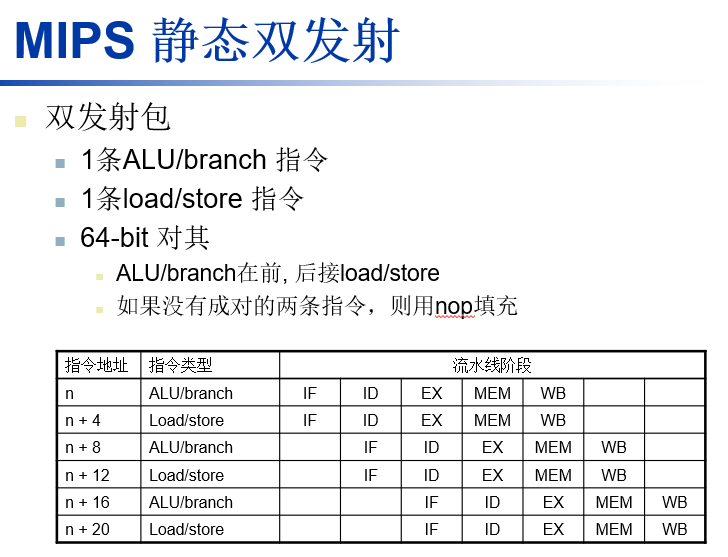 MIPS 静态双发射
双发射包
1条ALU/branch 指令
1条load/store 指令
64-bit 对其
ALU/branch在前, 后接load/store
如果没有成对的两条指令，则用nop填充
指令地址 指令类型 流水线阶段
n ALU/branch IF ID EX MEM WB
n + 4 Load/store IF ID EX MEM WB
n + 8 ALU/branch IF ID EX MEM WB
n + 12 Load/store IF ID EX MEM WB
n + 16 ALU/branch IF ID EX MEM WB
n + 20 Load/store IF ID EX MEM WB